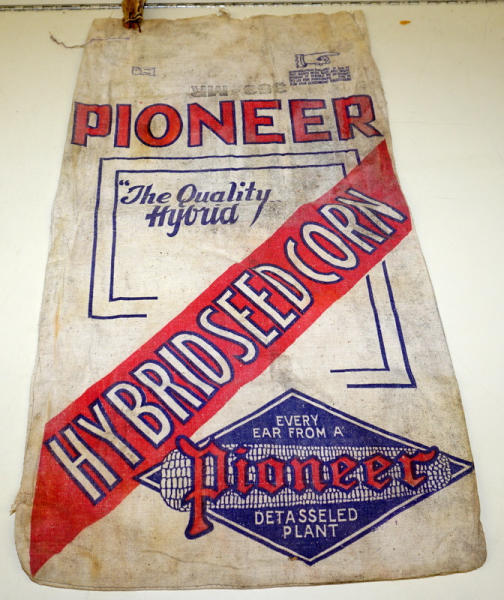 PIONEER
"The Quality
Hybrid
HYBRID SEED CORN
EVERY
EAR FROM A
Pioneer
DETASSELED
PLANT